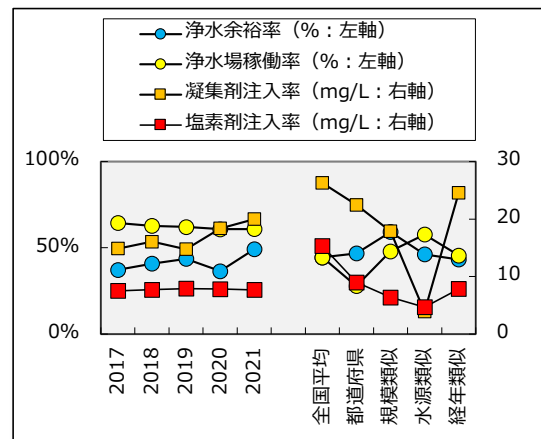 浄水余裕率（%：左軸）
浄水場稼働率（%：左軸）
凝集剤注入率（mg/L：右軸）
塩素剤注入率（mg/L：右軸）
100%
50%
0%
30
20
10
0
2017
2018
2019
2020
2021
全国平均
都道府県
規模類似
水源類似
経年類似